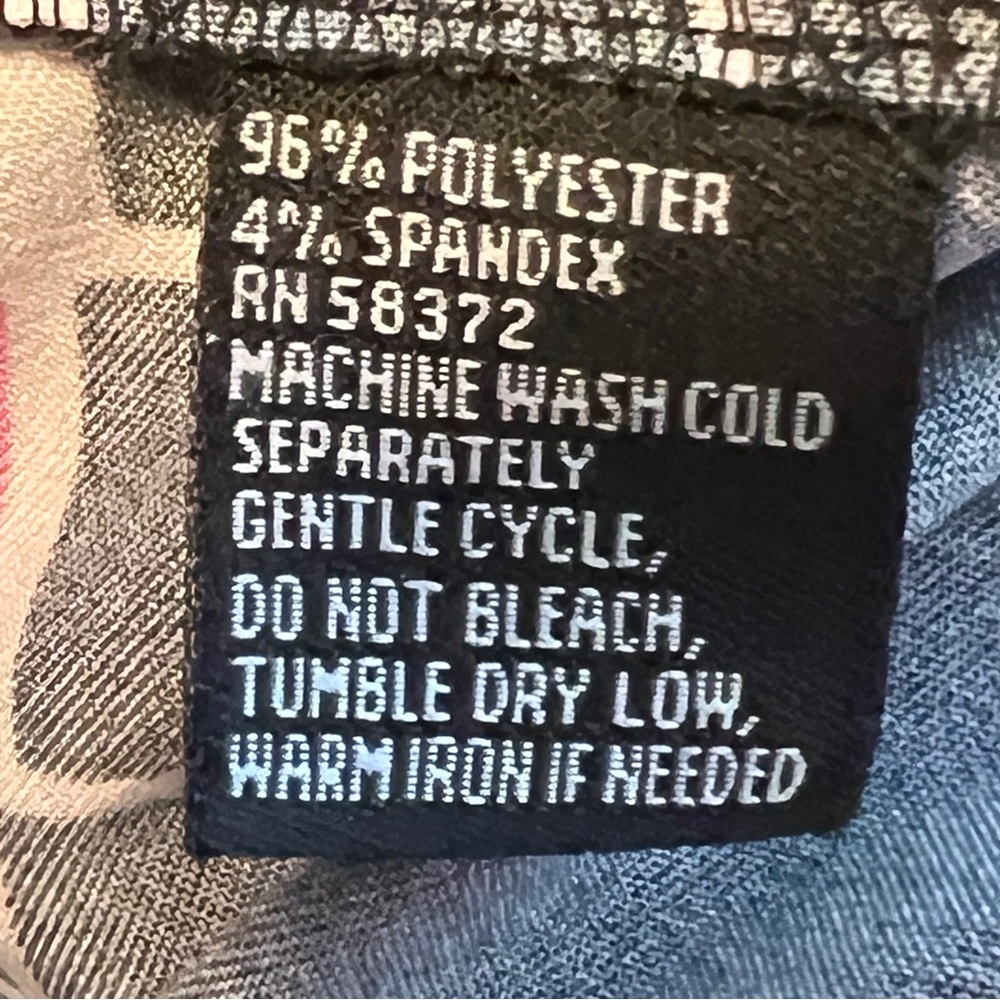 96% POLYESTER
4% SPANDEX
RN 58372
MACHINE WASH COLD
SEPARATELY
GENTLE CYCLE,
DO NOT BLEACH,
TUMBLE DRY LOW,
WARM IRON IF NEEDED